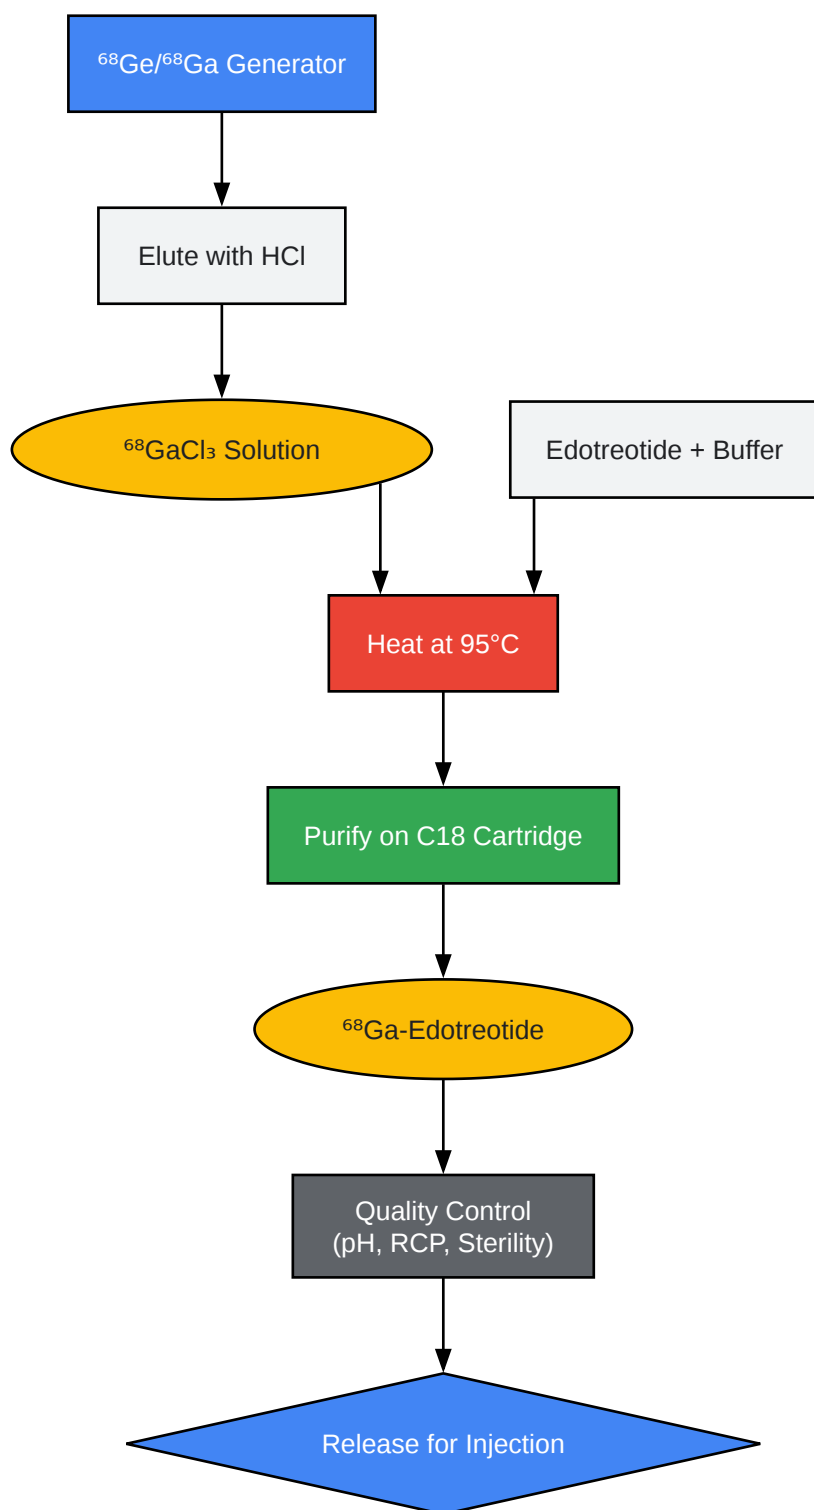 ⁶⁸Ge/⁶⁸Ga Generator
Elute with HCl
⁶⁸GaCl₃ Solution
Edotreotide + Buffer
Heat at 95°C
Purify on C18 Cartridge
⁶⁸Ga-Edotreotide
Quality Control
(pH, RCP, Sterility)
Release for Injection